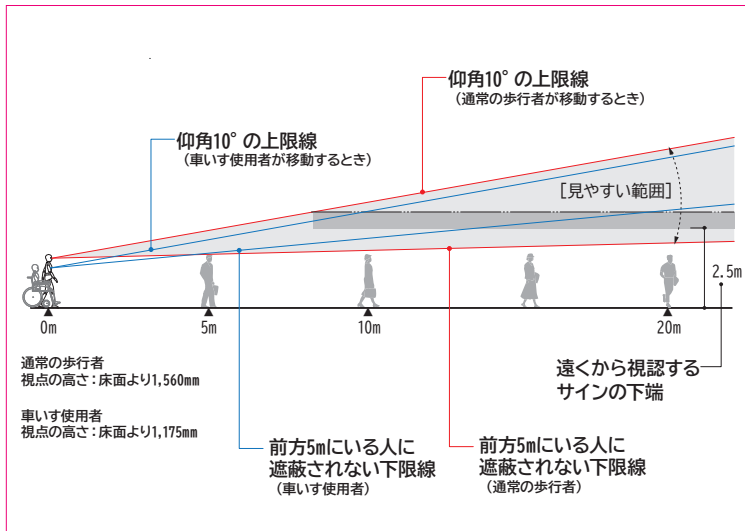 仰角10°の上限線
（通常の歩行者が移動するとき）
仰角10°の上限線
（車いす使用者が移動するとき）
［見やすい範囲］
2.5m
0m
5m
10m
20m
通常の歩行者
視点の高さ：床面より1,560mm
車いす使用者
視点の高さ：床面より1,175mm
遠くから視認する
サインの下端
前方5mにいる人に
遮蔽されない下限線
（車いす使用者）
前方5mにいる人に
遮蔽されない下限線
（通常の歩行者）